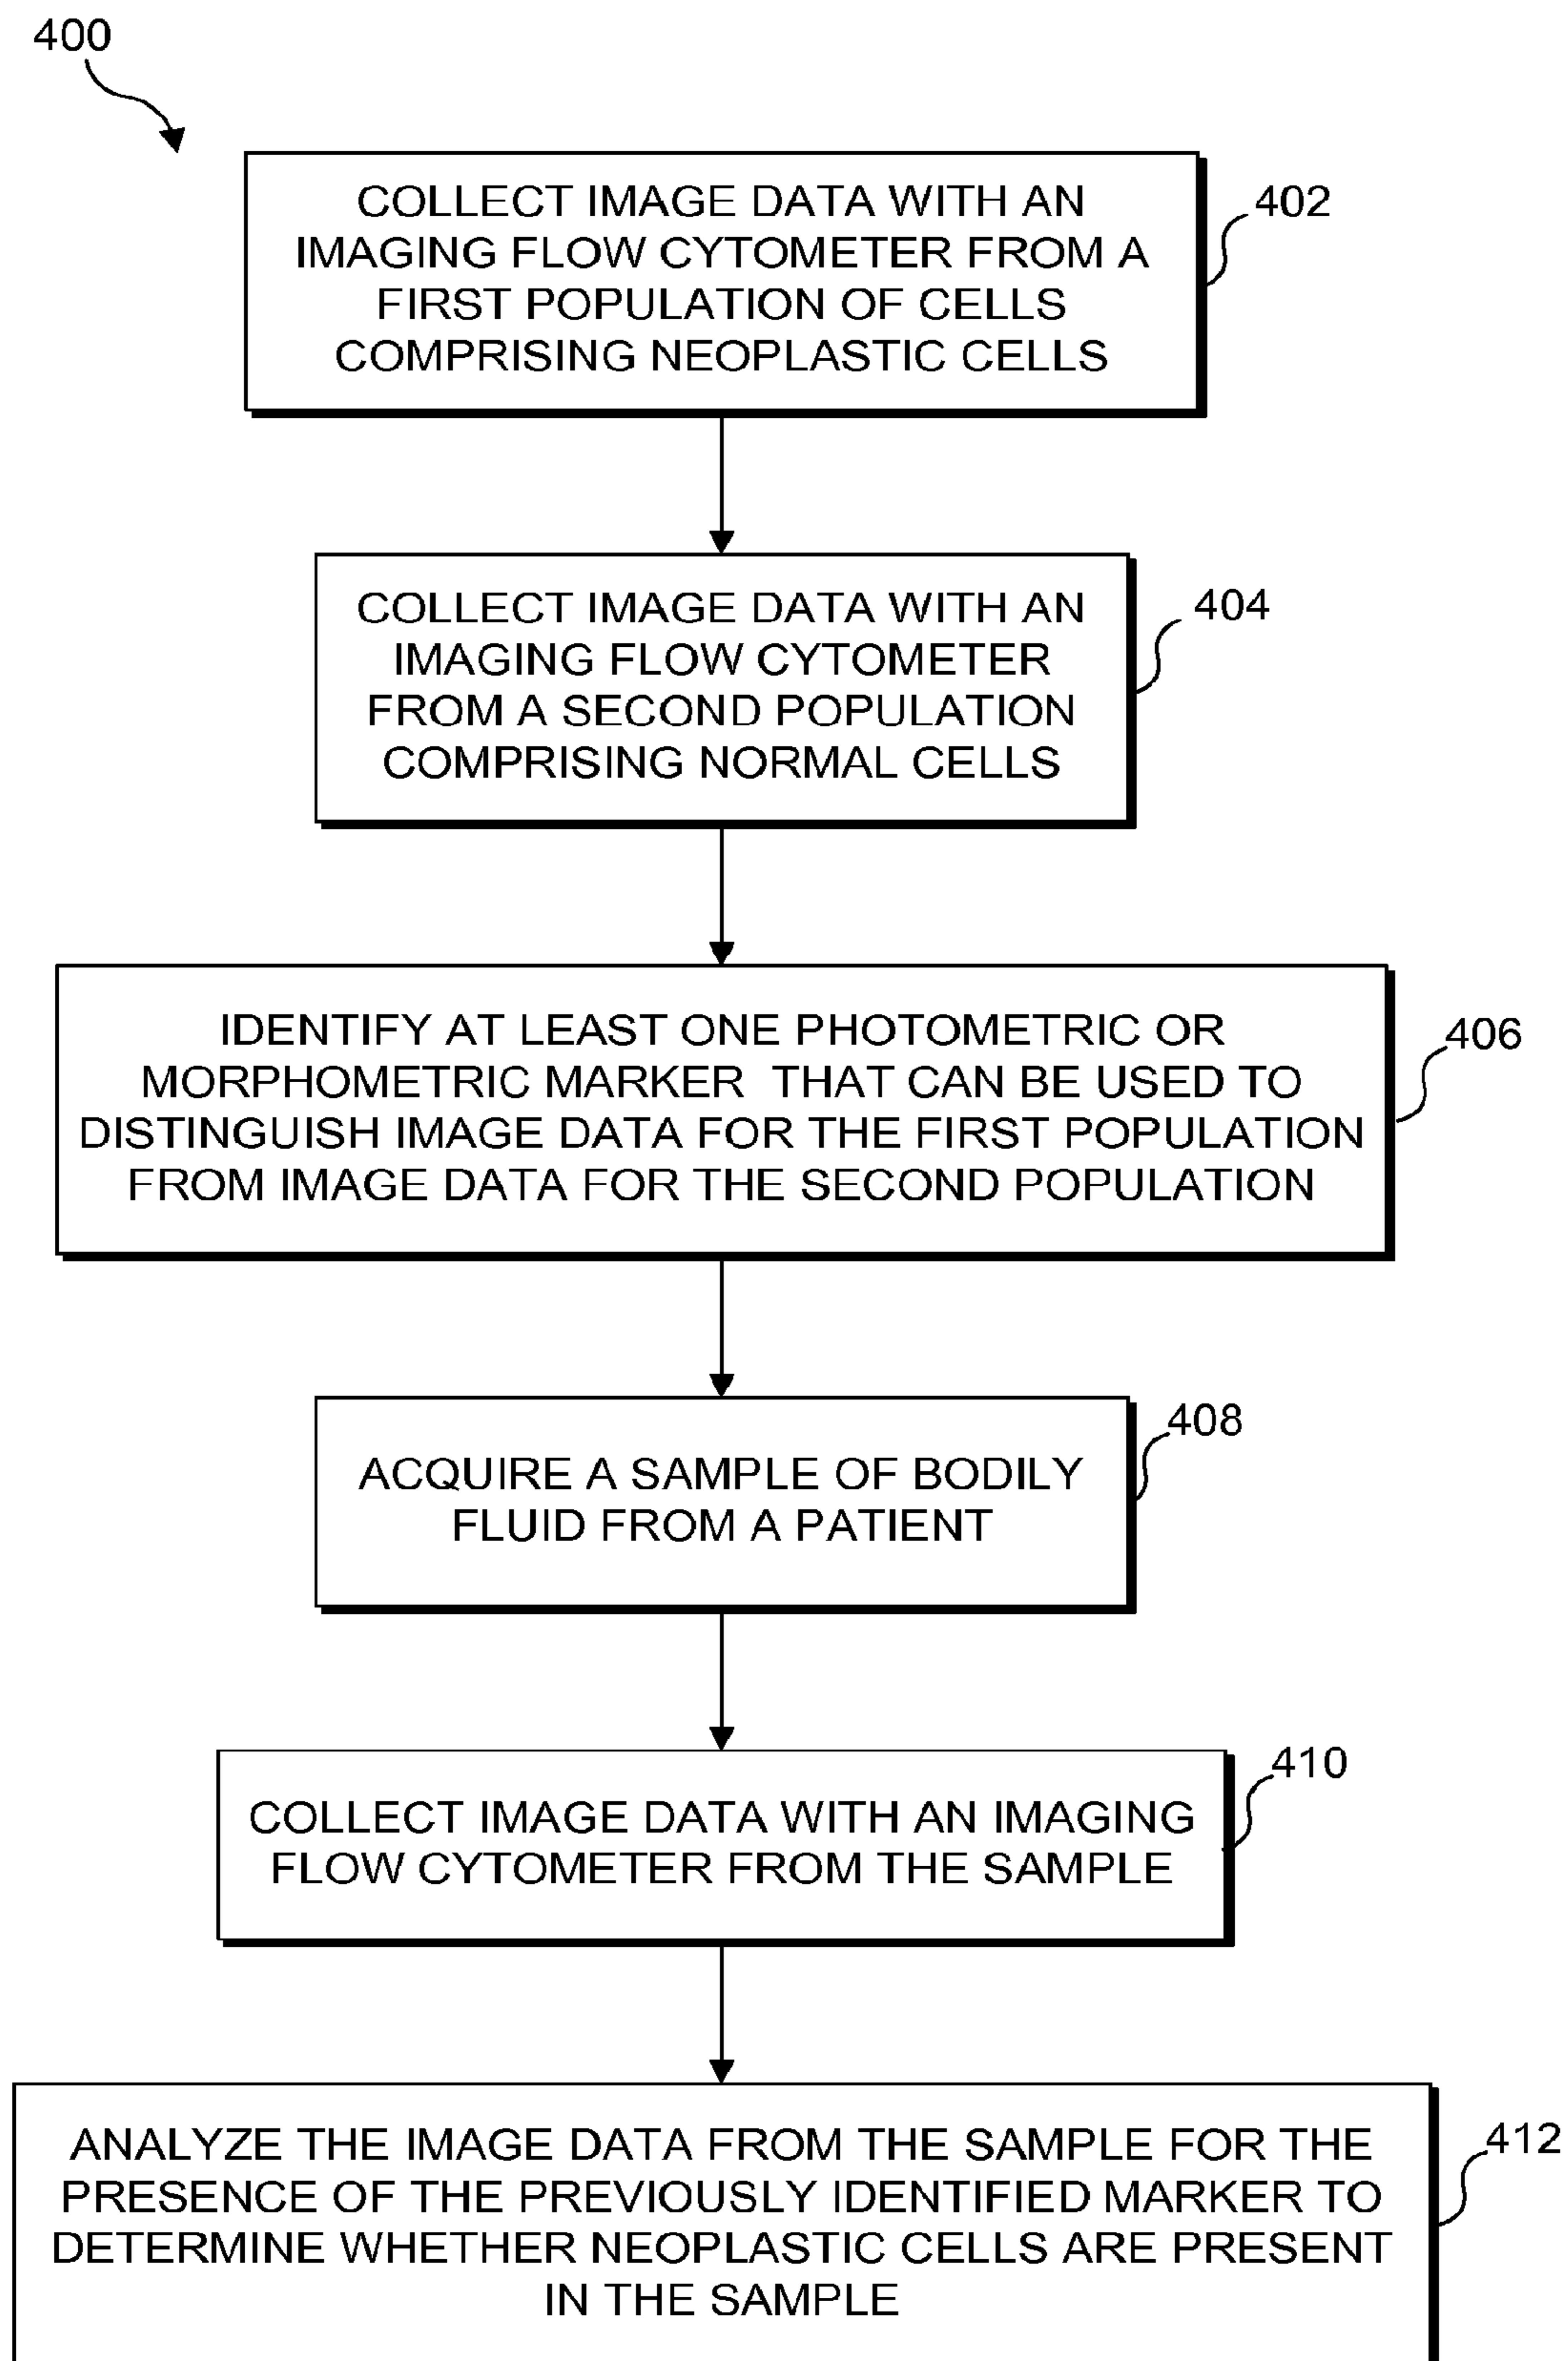 400
COLLECT IMAGE DATA WITH AN
IMAGING FLOW CYTOMETER FROM A
FIRST POPULATION OF CELLS
COMPRISING NEOPLASTIC CELLS
402
COLLECT IMAGE DATA WITH AN
IMAGING FLOW CYTOMETER
FROM A SECOND POPULATION
COMPRISING NORMAL CELLS
404
IDENTIFY AT LEAST ONE PHOTOMETRIC OR
MORPHOMETRIC MARKER THAT CAN BE USED TO
DISTINGUISH IMAGE DATA FOR THE FIRST POPULATION
FROM IMAGE DATA FOR THE SECOND POPULATION
406
ACQUIRE A SAMPLE OF BODILY
FLUID FROM A PATIENT
408
COLLECT IMAGE DATA WITH AN IMAGING
FLOW CYTOMETER FROM THE SAMPLE
410
ANALYZE THE IMAGE DATA FROM THE SAMPLE FOR THE
PRESENCE OF THE PREVIOUSLY IDENTIFIED MARKER TO
DETERMINE WHETHER NEOPLASTIC CELLS ARE PRESENT
IN THE SAMPLE
412